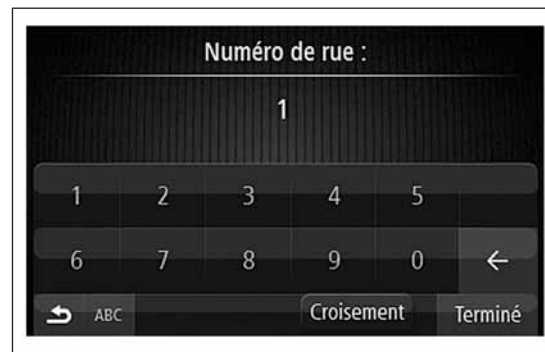 Numéro de rue :
1
1 2 3 4 5
6 7 8 9 0 ←
ABC Croisement Terminé